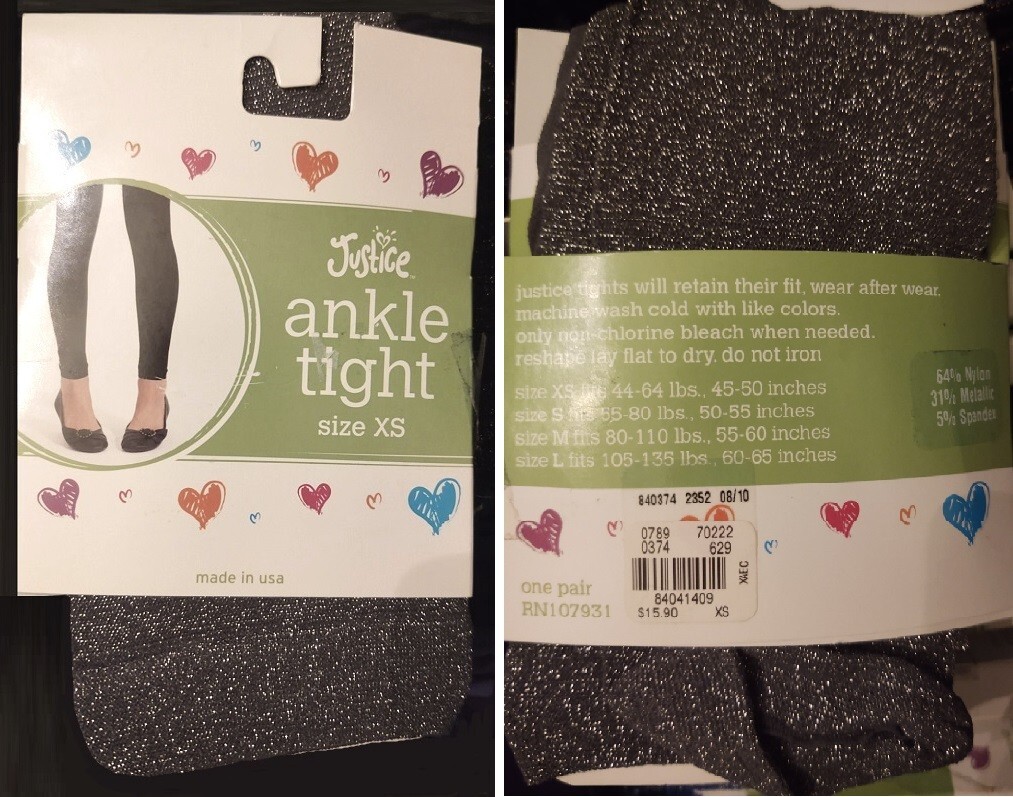 Justice
ankle
tight
size XS
made in usa
justice tights will retain their fit, wear after wear.
machine wash cold with like colors.
only non-chlorine bleach when needed.
reshape lay flat to dry, do not iron
size XS fits 44-64 lbs., 45-50 inches
size S fits 55-80 lbs., 50-55 inches
size M fits 80-110 lbs., 55-60 inches
size L fits 105-135 lbs., 60-65 inches
64% Nylon
31% Metallic
5% Spandex
840374 2352 08/10
0789 70222
0374 629
XAEC
84041409
$15.90 XS
one pair
RN107931